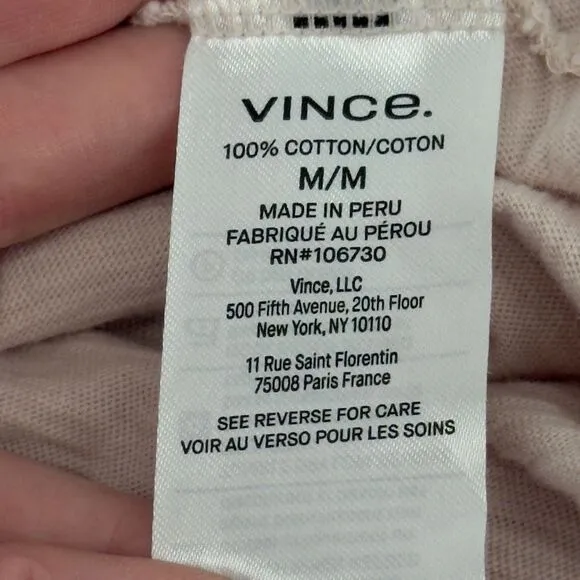 VINCe.
100% COTTON/COTON
M/M
MADE IN PERU
FABRIQUÉ AU PÉROU
RN#106730
Vince, LLC
500 Fifth Avenue, 20th Floor
New York, NY 10110
11 Rue Saint Florentin
75008 Paris France
SEE REVERSE FOR CARE
VOIR AU VERSO POUR LES SOINS